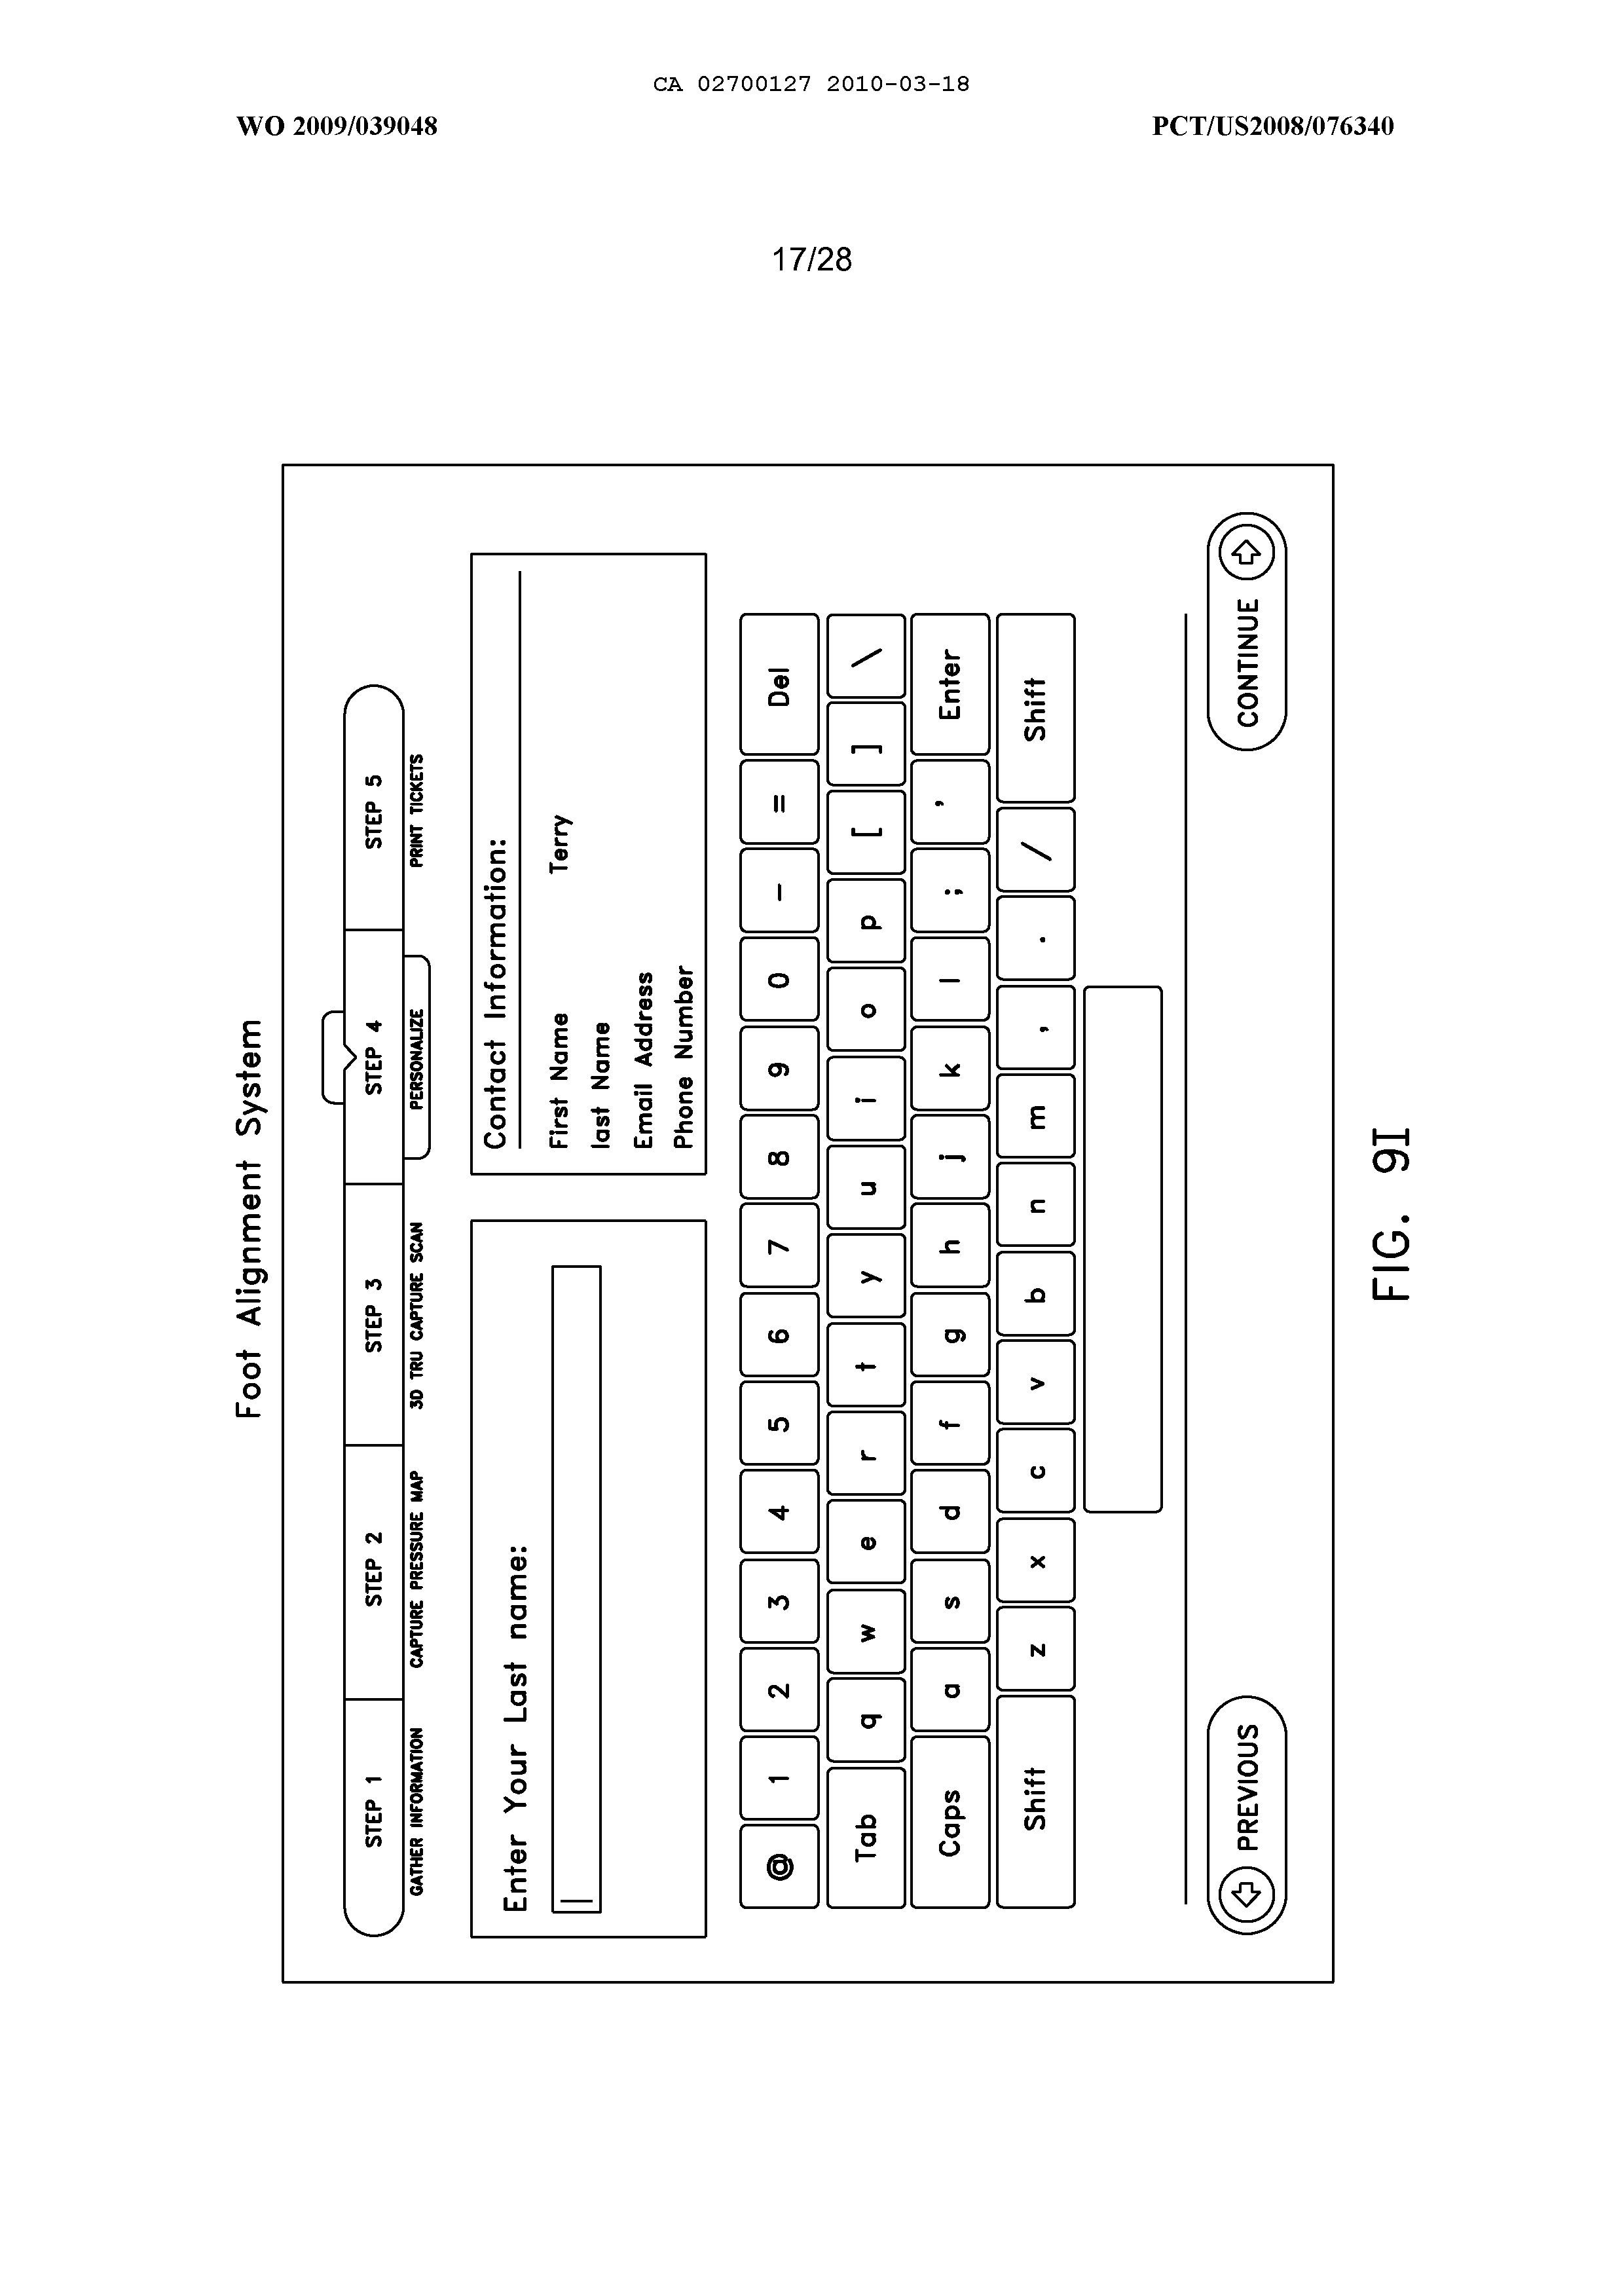 CA 02700127 2010-03-18
WO 2009/039048 PCT/US2008/076340
17/28
Foot Alignment System
STEP 1 STEP 2 STEP 3 STEP 4 STEP 5
GATHER INFORMATION CAPTURE PRESSURE MAP 3D TRU CAPTURE SCAN PERSONALIZE PRINT TICKETS
Enter Your Last name:
Contact Information:
First Name Terry
last Name
Email Address
Phone Number
@ 1 2 3 4 5 6 7 8 9 0 - = Del
Tab q w e r t y u i o p [ ] \
Caps a s d f g h j k l ; ' Enter
Shift z x c v b n m , . / Shift
PREVIOUS CONTINUE
FIG. 9I